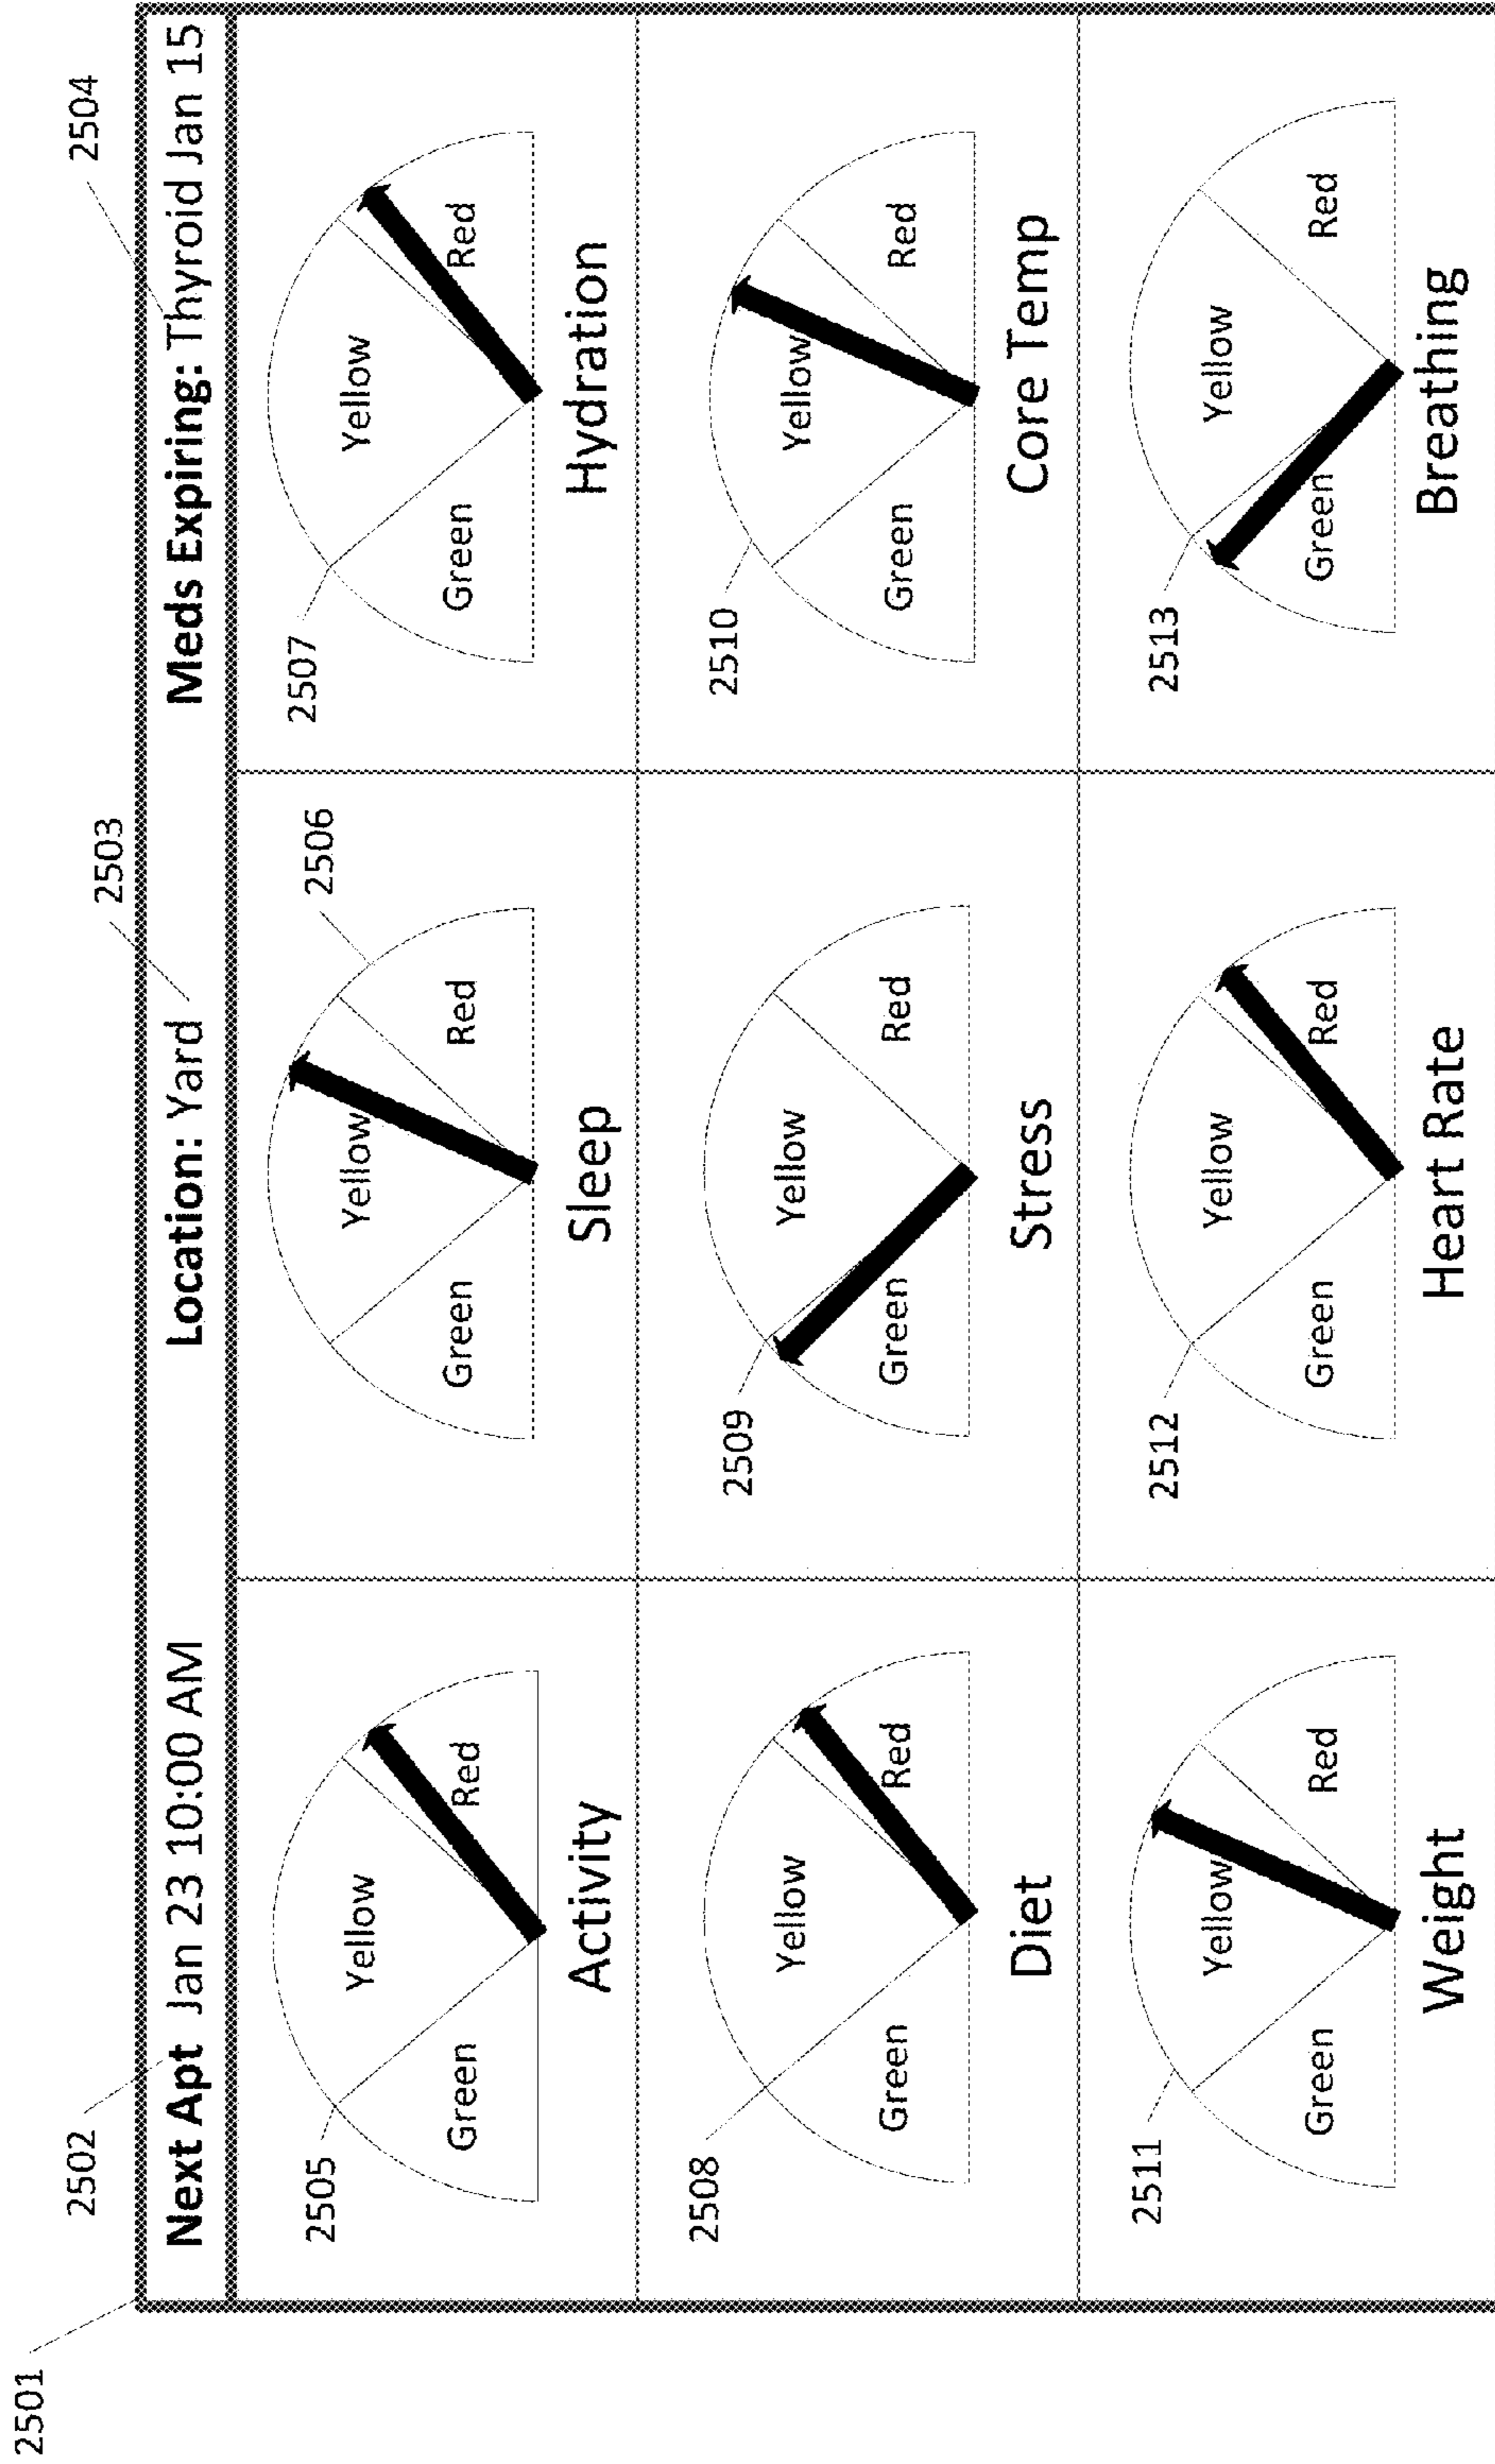 2501
2502
2503
2504
Next Apt Jan 23 10:00 AM
Location: Yard
Meds Expiring: Thyroid Jan 15
2505
Green
Yellow
Red
Activity
2506
Green
Yellow
Red
Sleep
2507
Green
Yellow
Red
Hydration
2508
Green
Yellow
Red
Diet
2509
Green
Yellow
Red
Stress
2510
Green
Yellow
Red
Core Temp
2511
Green
Yellow
Red
Weight
2512
Green
Yellow
Red
Heart Rate
2513
Green
Yellow
Red
Breathing